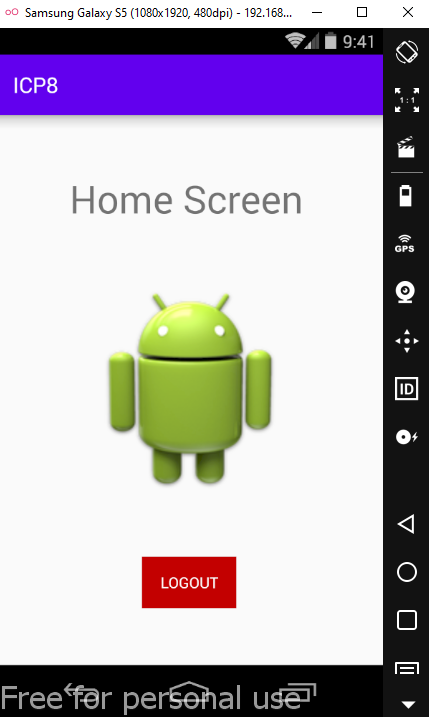 Samsung Galaxy S5 (1080x1920, 480dpi) - 192.168...
9:41
ICP8
1:1
Home Screen
GPS
ID
LOGOUT
Free for personal use